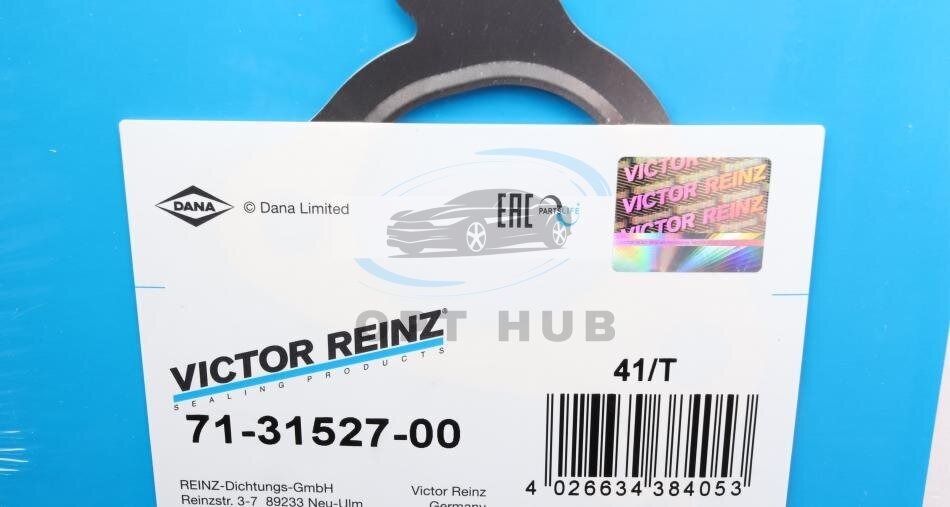 VICTOR REINZ
VICTOR REINZ
VICTOR REINZ
DANA
© Dana Limited
EAC
PARTSLIFE
OPT HUB
VICTOR REINZ®
SEALING PRODUCTS
71-31527-00
41/T
4 026634 384053
REINZ-Dichtungs-GmbH
Reinzstr. 3-7 89233 Neu-Ulm
Victor Reinz
Germany